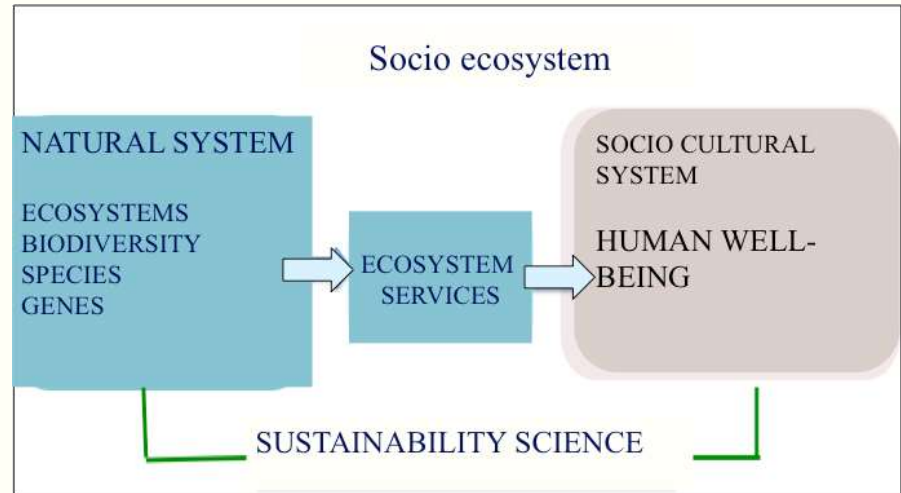 Socio ecosystem
NATURAL SYSTEM
ECOSYSTEMS
BIODIVERSITY
SPECIES
GENES
ECOSYSTEM
SERVICES
SOCIO CULTURAL
SYSTEM
HUMAN WELL-
BEING
SUSTAINABILITY SCIENCE